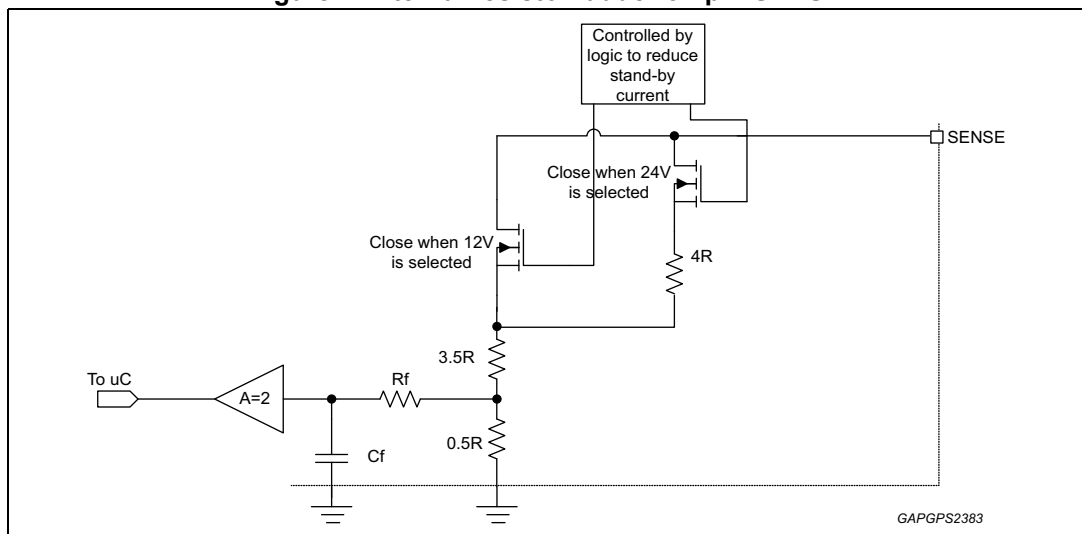 Controlled by
logic to reduce
stand-by
current
SENSE
Close when 24V
is selected
Close when 12V
is selected
4R
3.5R
To uC
A=2
Rf
0.5R
Cf
GAPGPS2383